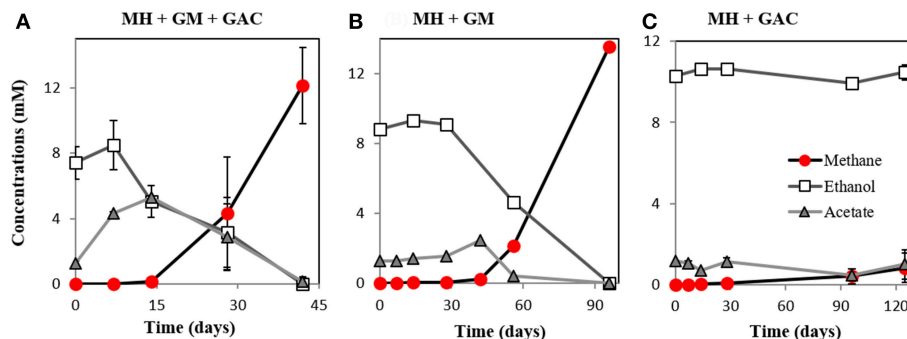 A MH + GM + GAC
B MH + GM
C MH + GAC
Concentrations (mM)
12
8
4
0
0 15 30 45
Time (days)
12
8
4
0
0 30 60 90
Time (days)
12
8
4
0
0 30 60 90 120
Time (days)
Methane
Ethanol
Acetate